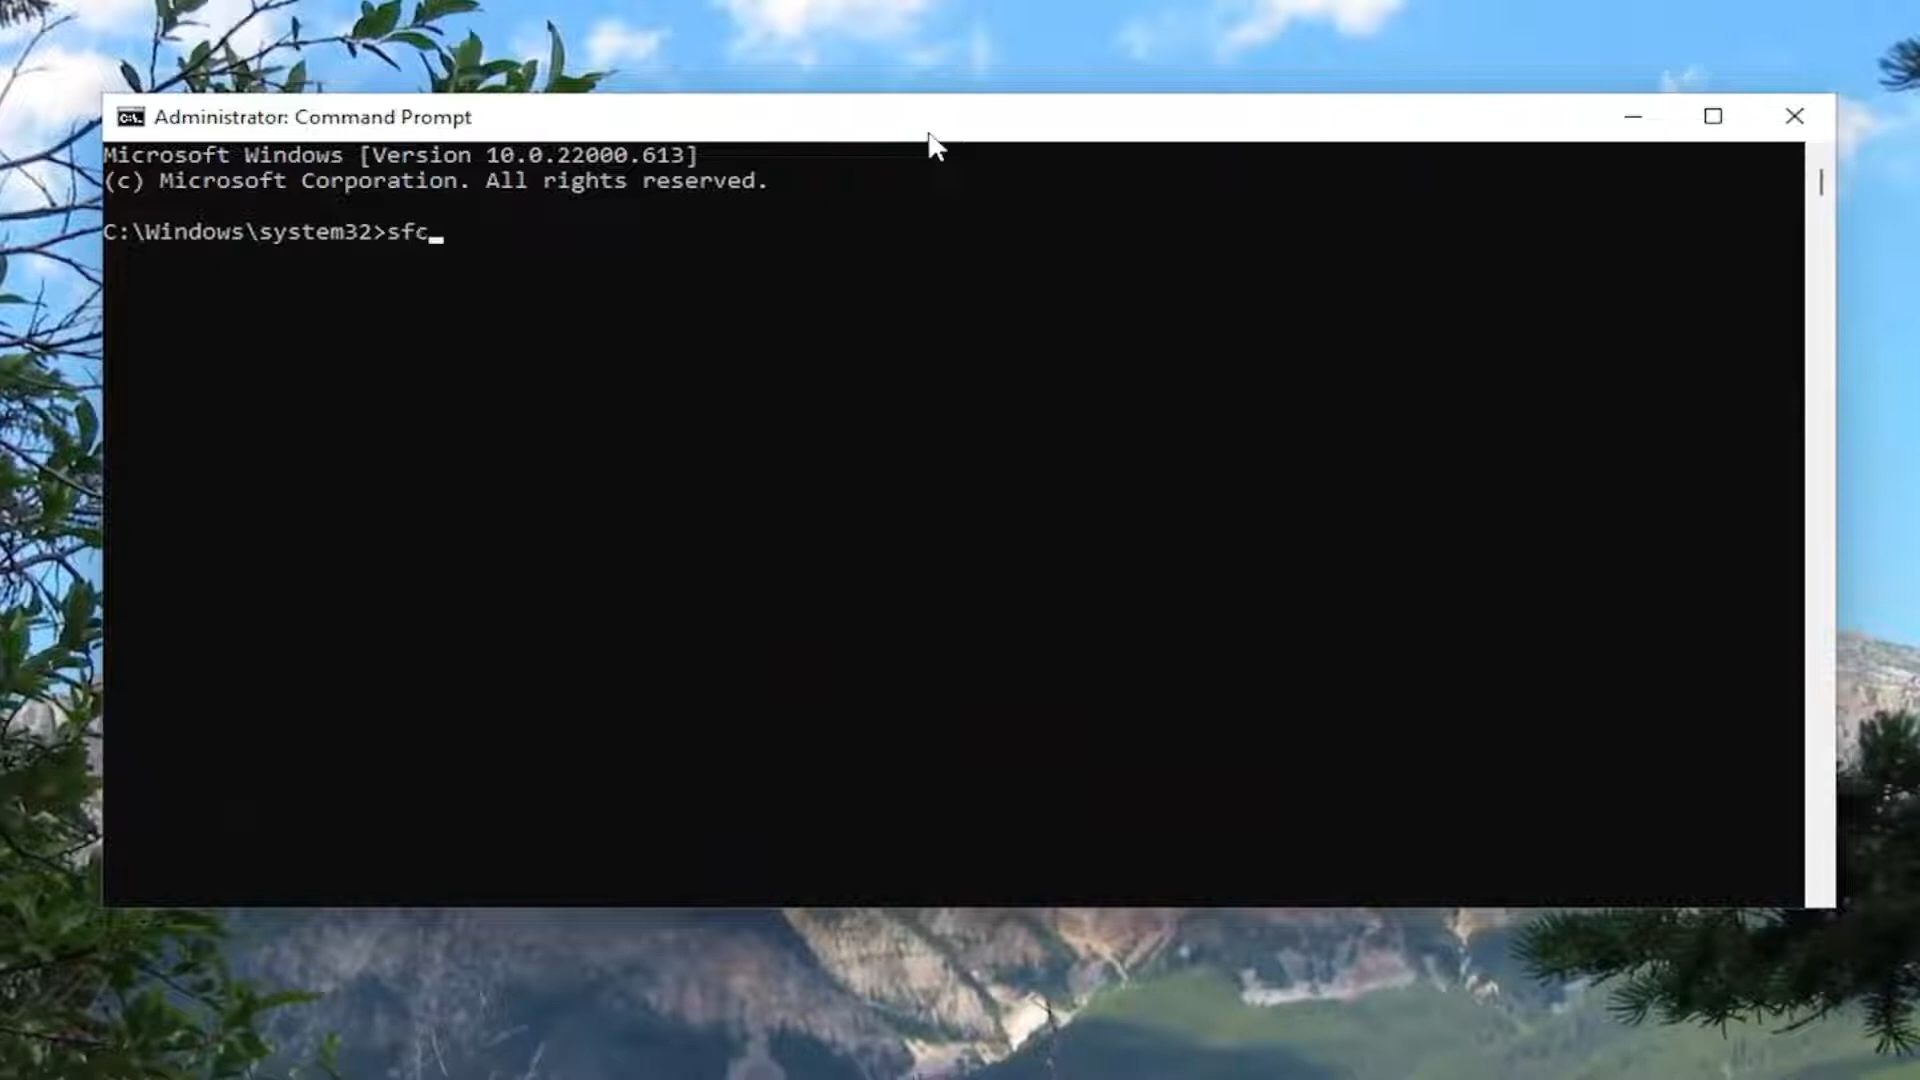 Administrator: Command Prompt
Microsoft Windows [Version 10.0.22000.613]
(c) Microsoft Corporation. All rights reserved.
C:\Windows\system32>sfc